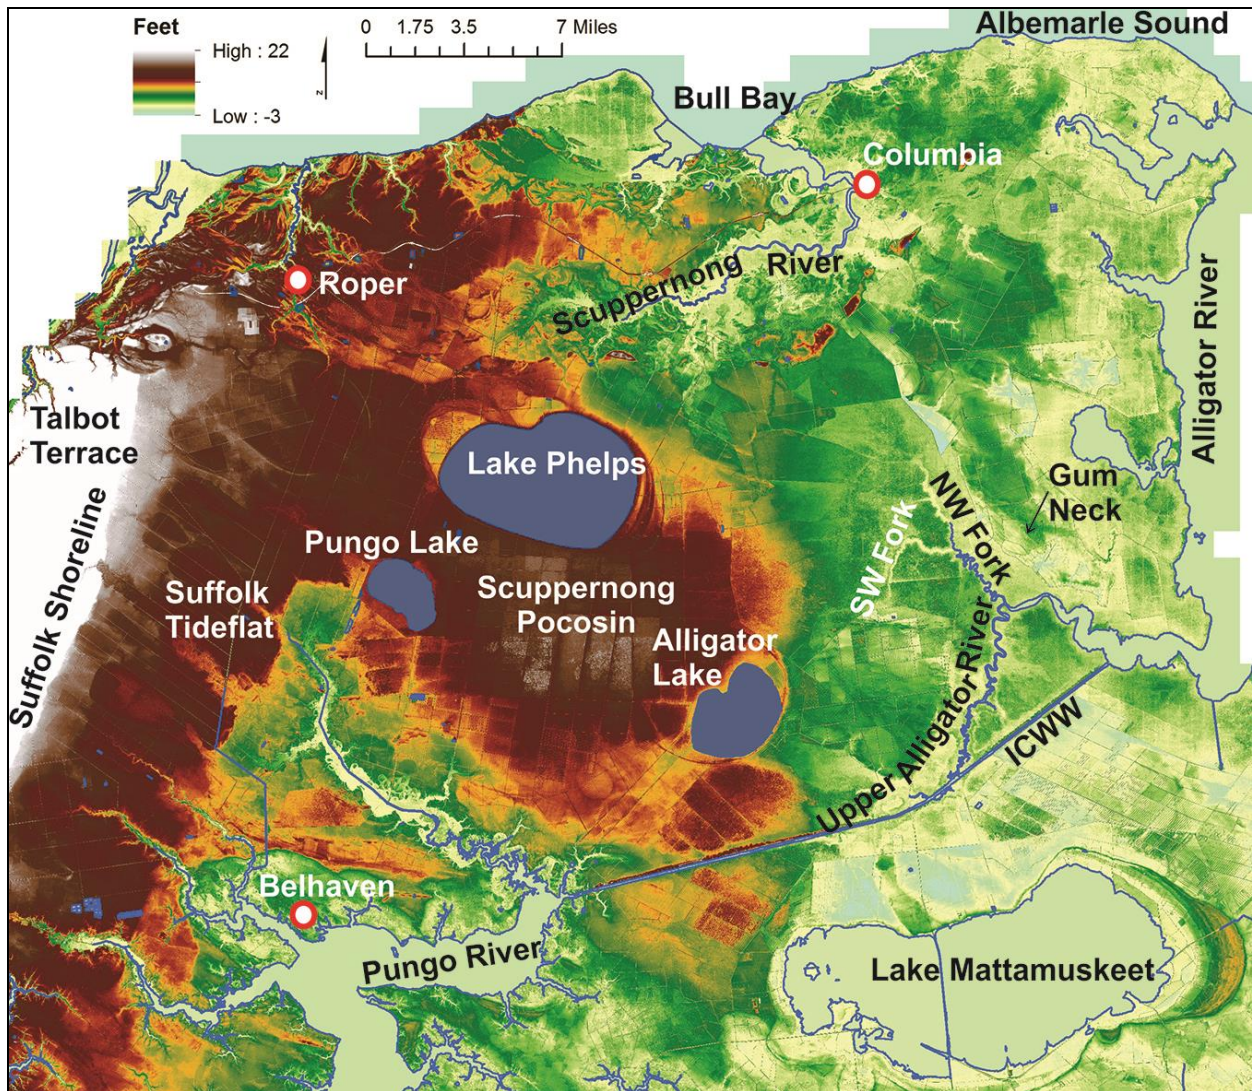 Feet
High : 22
Low : -3
0 1.75 3.5 7 Miles
N
Albemarle Sound
Bull Bay
Columbia
Roper
Scuppernong River
Alligator River
Talbot
Terrace
Lake Phelps
Gum
Neck
NW Fork
SW Fork
Suffolk Shoreline
Pungo Lake
Suffolk
Tideflat
Scuppernong
Pocosin
Alligator
Lake
Upper Alligator River
ICWW
Belhaven
Pungo River
Lake Mattamuskeet